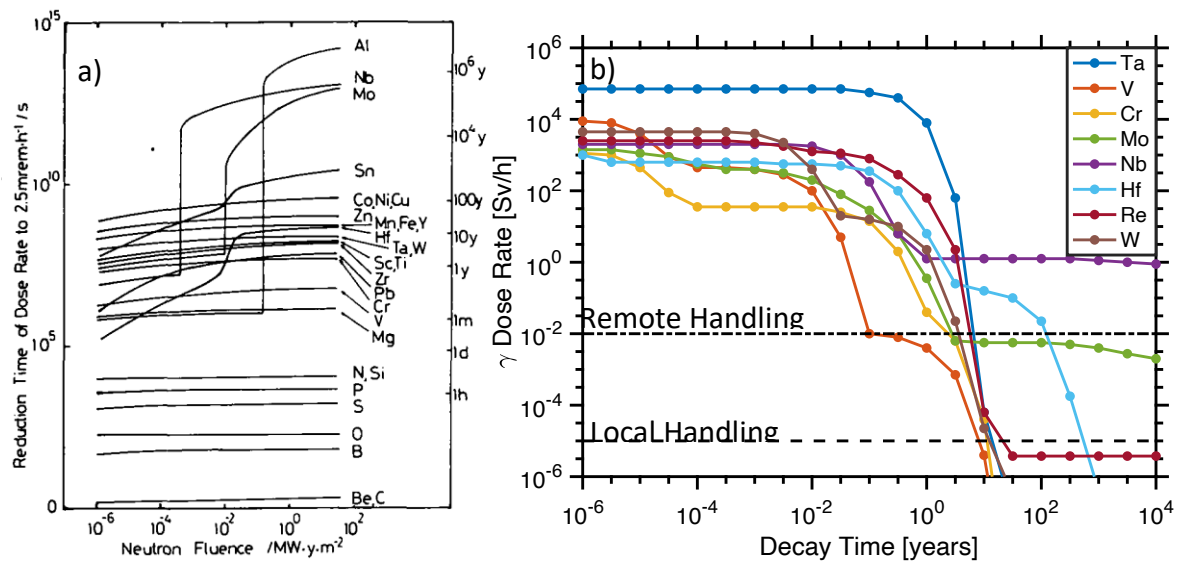 a)
10¹⁵
10¹⁰
10⁵
0
Reduction Time of Dose Rate to 2.5mrem·h⁻¹ / s
Al
Nb
Mo
Sn
Co,Ni,Cu
Zn
Mn,Fe,Y
Hf
Ta,W
Sc,Ti
Zr
Pb
Cr
V
Mg
N,Si
P
S
O
B
Be,C
10⁶y
10⁴y
100y
10y
1y
1m
1d
1h
10⁻⁶ 10⁻⁴ 10⁻² 10⁰ 10²
Neutron Fluence /MW·y·m⁻²
b)
10⁶
10⁴
10²
10⁰
10⁻²
10⁻⁴
10⁻⁶
γ Dose Rate [Sv/h]
Remote Handling
Local Handling
Ta
V
Cr
Mo
Nb
Hf
Re
W
10⁻⁶ 10⁻⁴ 10⁻² 10⁰ 10² 10⁴
Decay Time [years]